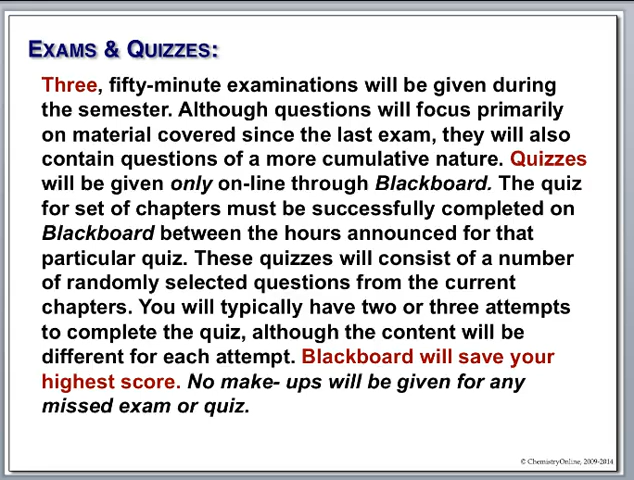 EXAMS & QUIZZES:
Three, fifty-minute examinations will be given during
the semester. Although questions will focus primarily
on material covered since the last exam, they will also
contain questions of a more cumulative nature. Quizzes
will be given only on-line through Blackboard. The quiz
for set of chapters must be successfully completed on
Blackboard between the hours announced for that
particular quiz. These quizzes will consist of a number
of randomly selected questions from the current
chapters. You will typically have two or three attempts
to complete the quiz, although the content will be
different for each attempt. Blackboard will save your
highest score. No make- ups will be given for any
missed exam or quiz.
© ChemistryOnline, 2009-2014